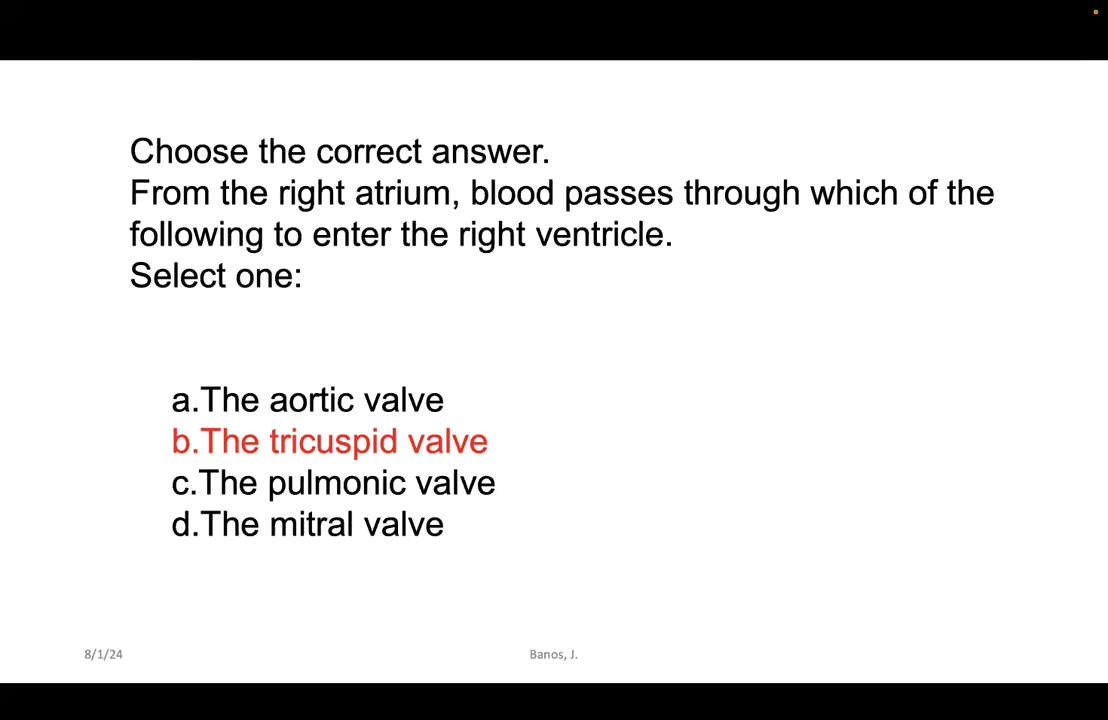 Choose the correct answer.
From the right atrium, blood passes through which of the
following to enter the right ventricle.
Select one:
a.The aortic valve
b.The tricuspid valve
c.The pulmonic valve
d.The mitral valve
8/1/24
Banos, J.